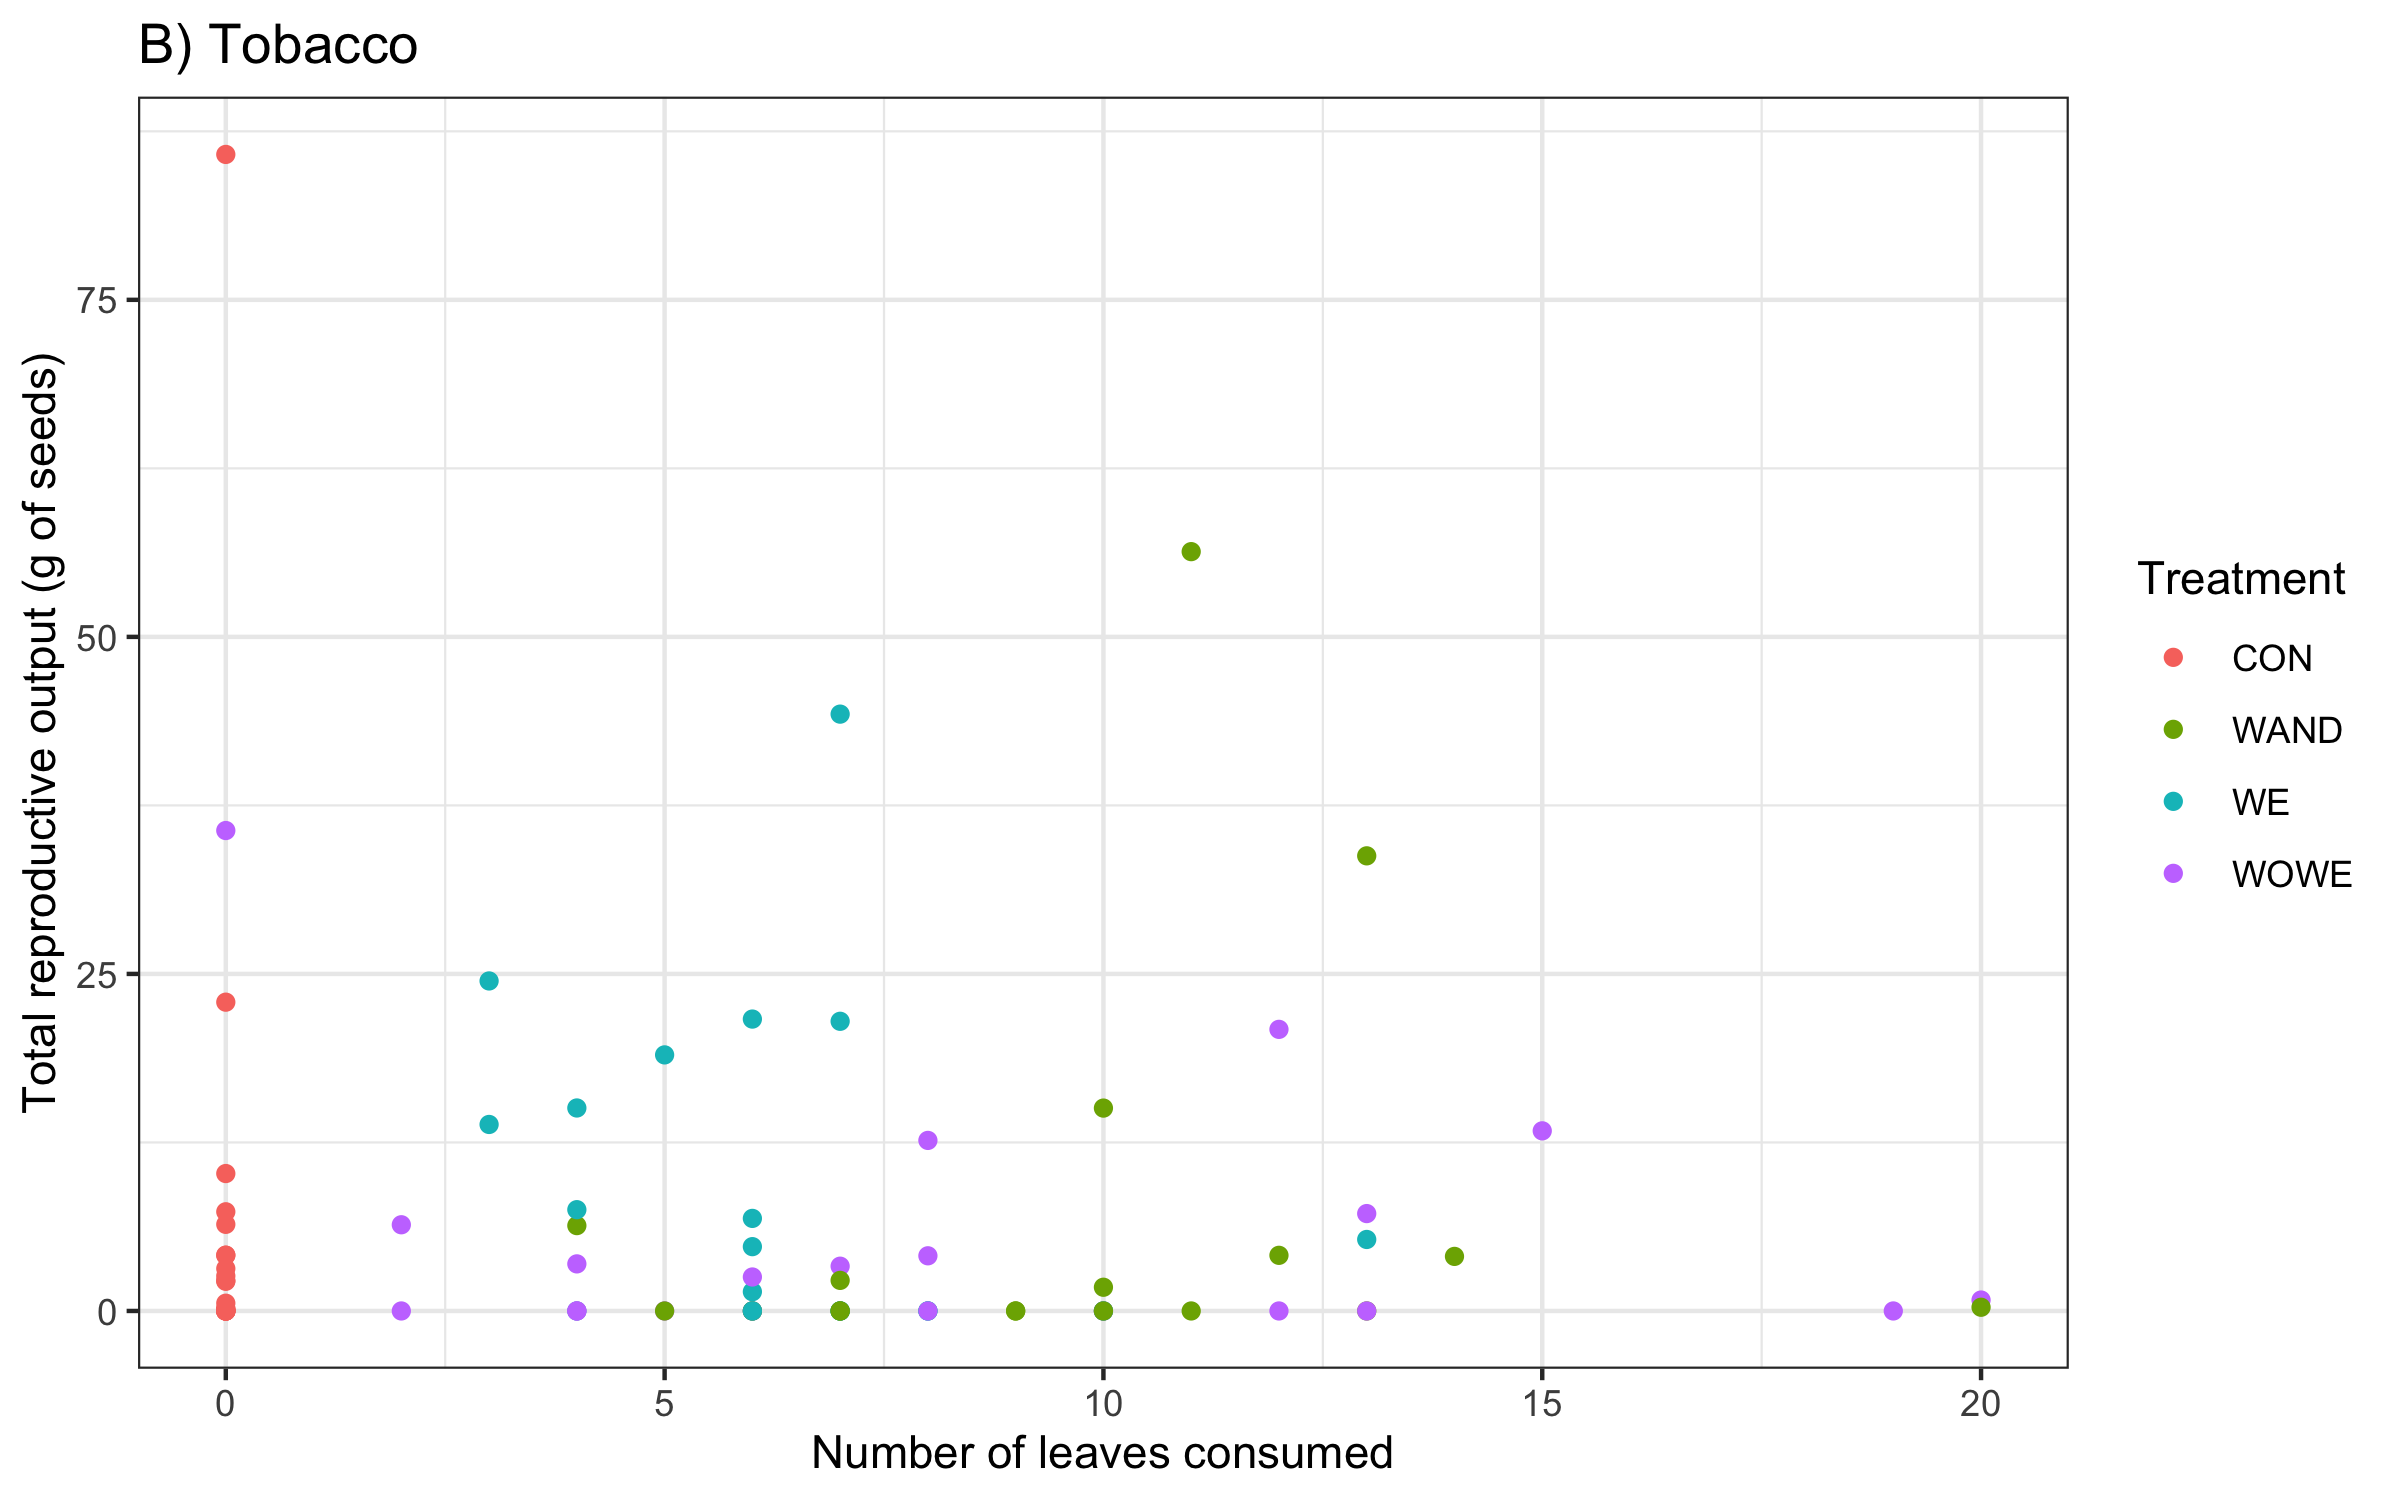 B) Tobacco
Total reproductive output (g of seeds)
75
50
25
0
0 5 10 15 20
Number of leaves consumed
Treatment
CON
WAND
WE
WOWE